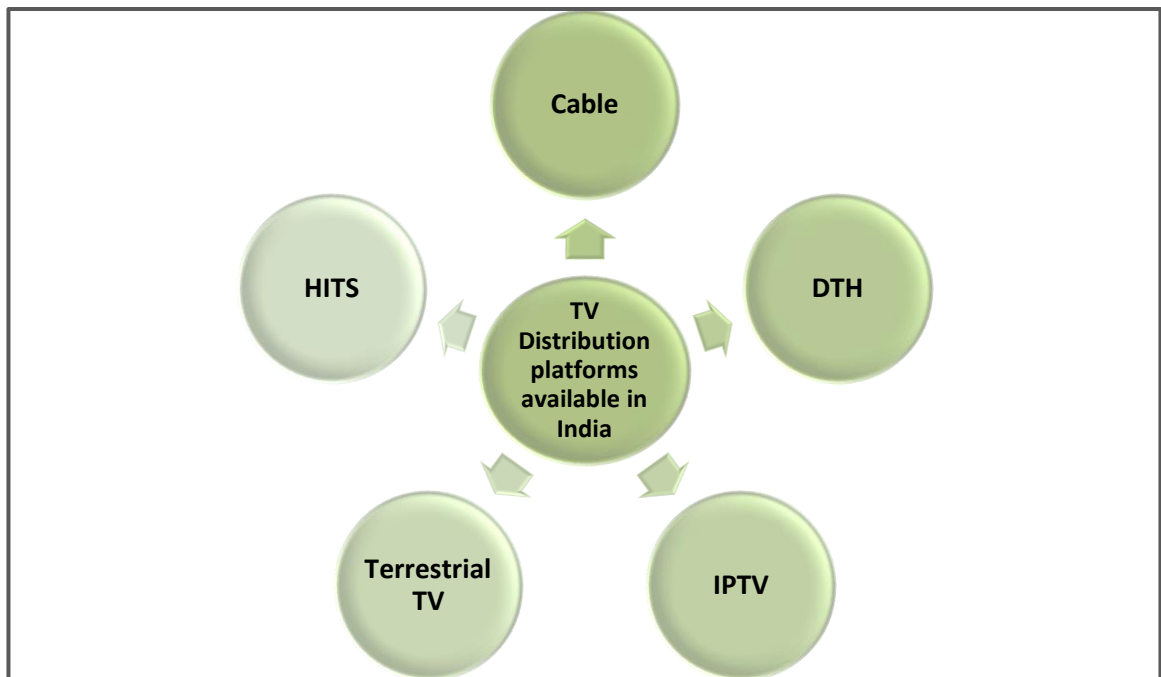 Cable
HITS
DTH
TV
Distribution
platforms
available in
India
Terrestrial
TV
IPTV